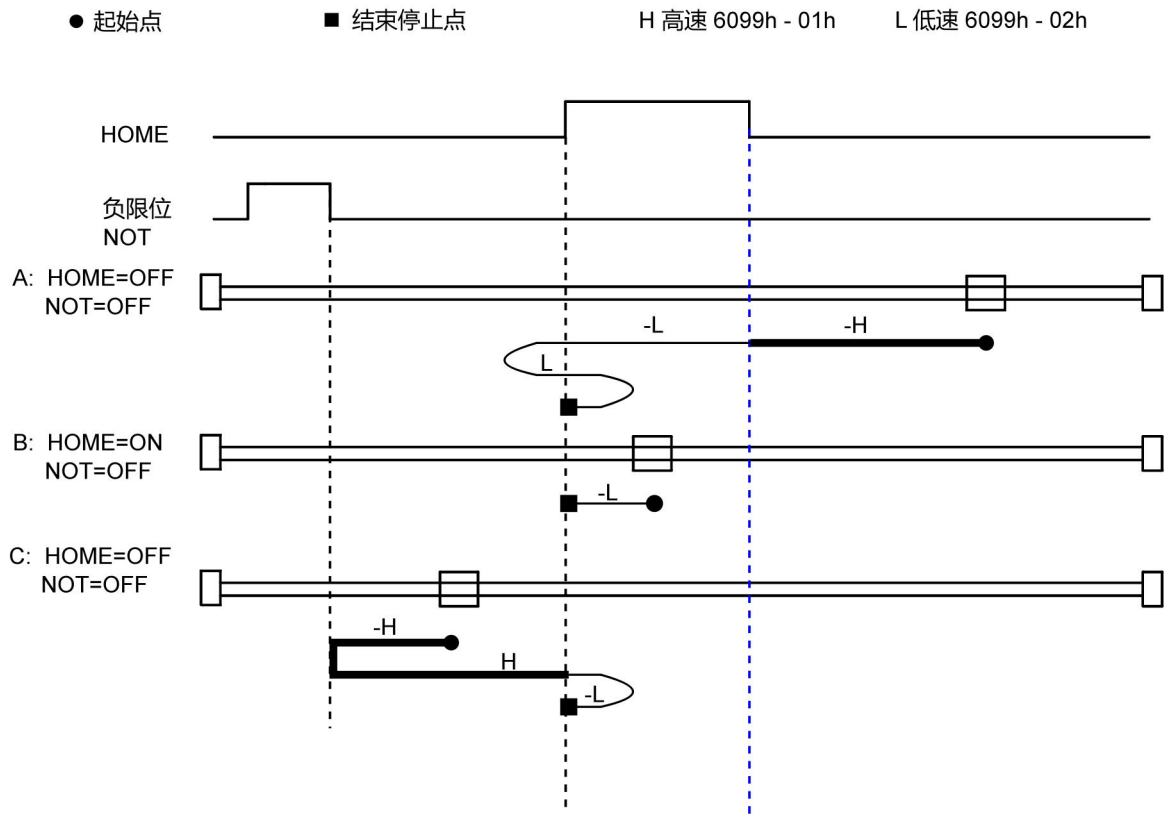 ● 起始点 ■ 结束停止点 H 高速 6099h - 01h L 低速 6099h - 02h
HOME
负限位
NOT
A: HOME=OFF
NOT=OFF
-L -H
L
B: HOME=ON
NOT=OFF
-L
C: HOME=OFF
NOT=OFF
-H
H
-L